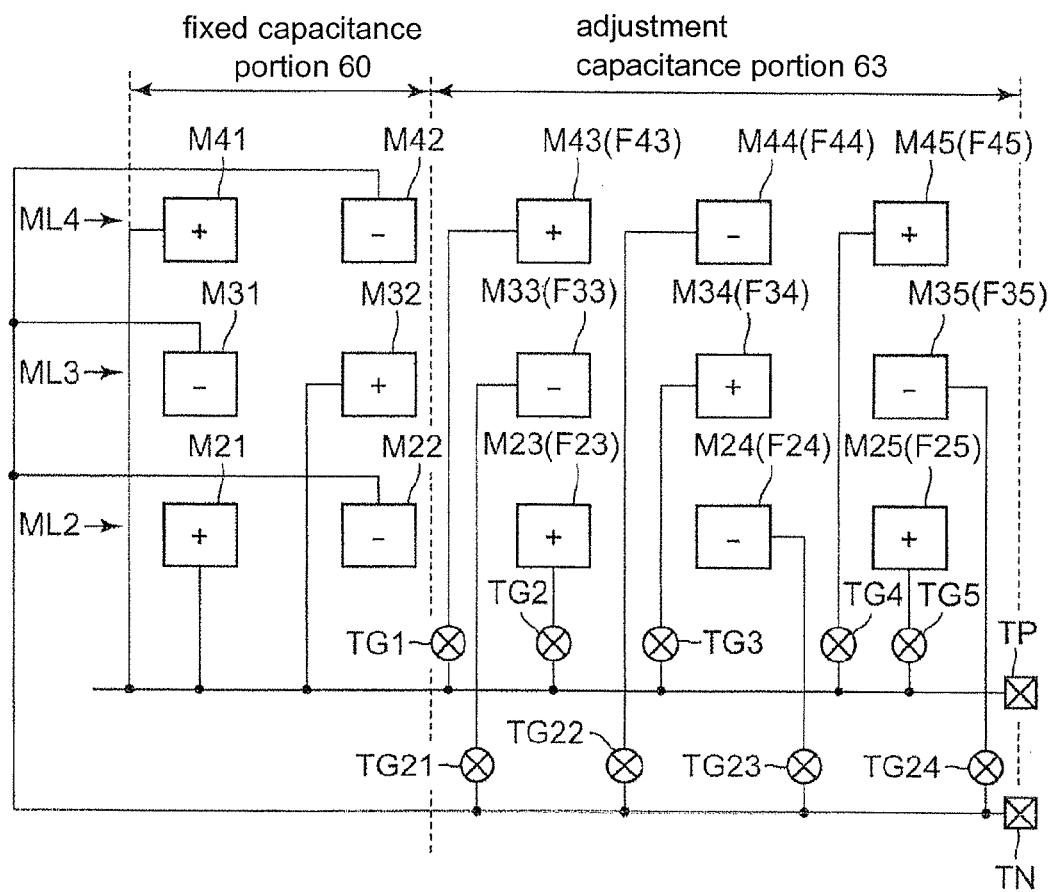 fixed capacitance
portion 60
adjustment
capacitance portion 63
M41
M42
M43(F43)
M44(F44)
M45(F45)
ML4
+
-
+
-
+
M31
M32
M33(F33)
M34(F34)
M35(F35)
ML3
-
+
-
+
-
M21
M22
M23(F23)
M24(F24)
M25(F25)
ML2
+
-
+
-
+
TG2
TG4
TG5
TG1
TG3
TP
TG22
TG21
TG23
TG24
TN